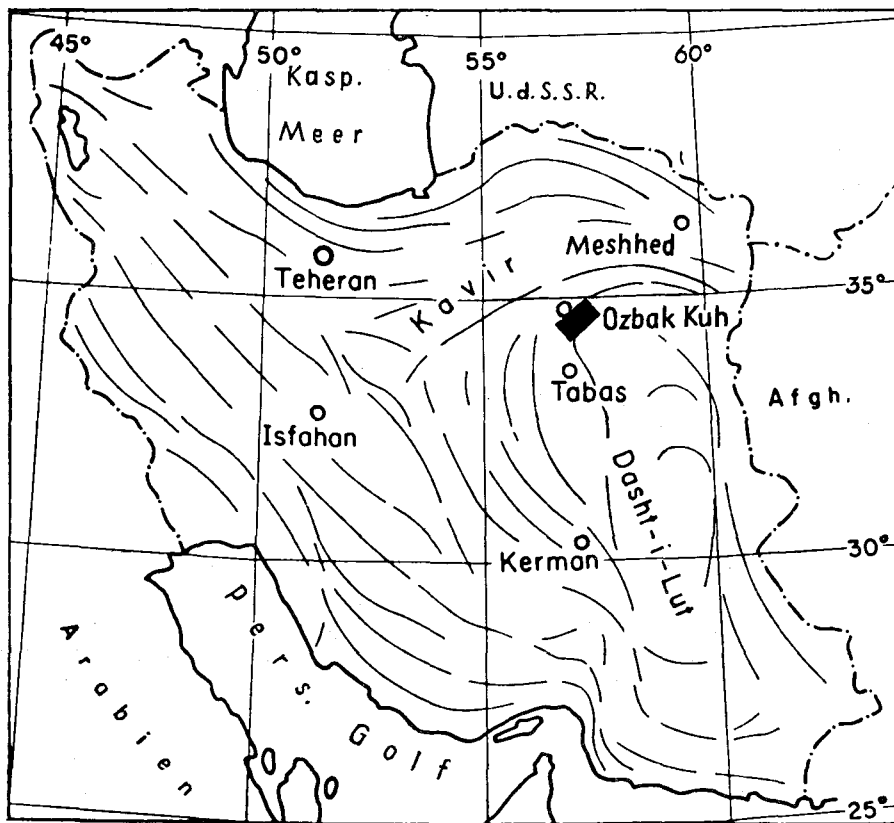 45°
50°
55°
60°
Kasp.
Meer
U.d.S.S.R.
Meshhed
Teheran
Kavir
35°
Ozbak Kuh
Tabas
Afgh.
Isfahan
Dasht-i-Lut
Kerman
30°
Pers. Golf
Arabien
25°